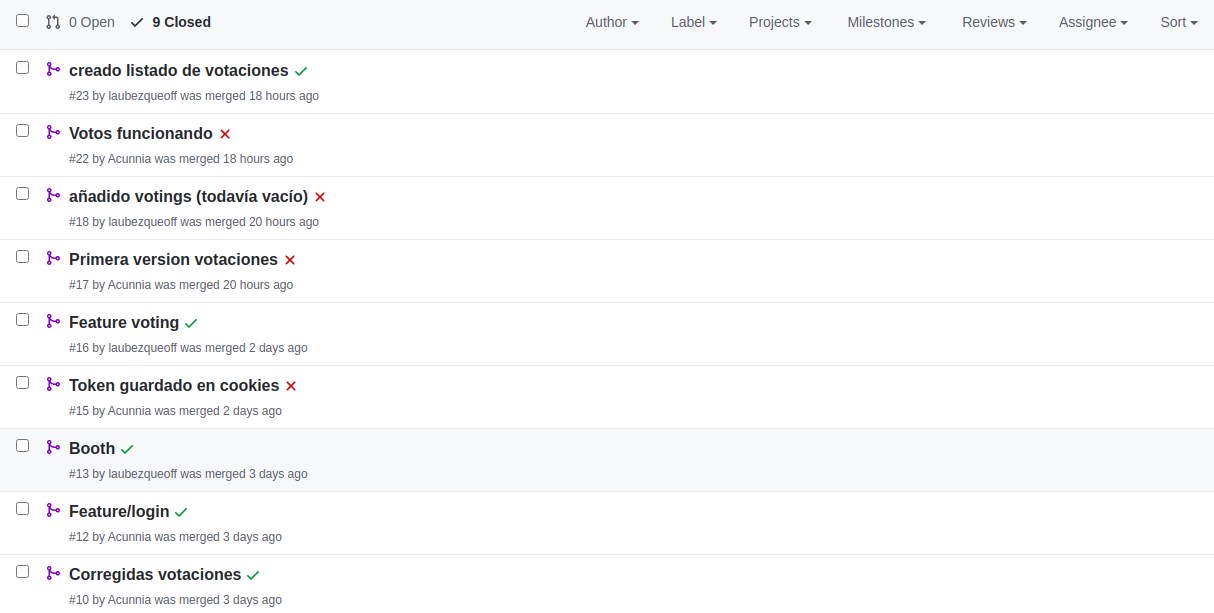 0 Open 9 Closed Author Label Projects Milestones Reviews Assignee Sort
creado listado de votaciones
#23 by laubezqueoff was merged 18 hours ago
Votos funcionando
#22 by Acunnia was merged 18 hours ago
añadido votings (todavía vacío)
#18 by laubezqueoff was merged 20 hours ago
Primera version votaciones
#17 by Acunnia was merged 20 hours ago
Feature voting
#16 by laubezqueoff was merged 2 days ago
Token guardado en cookies
#15 by Acunnia was merged 2 days ago
Booth
#13 by laubezqueoff was merged 3 days ago
Feature/login
#12 by Acunnia was merged 3 days ago
Corregidas votaciones
#10 by Acunnia was merged 3 days ago